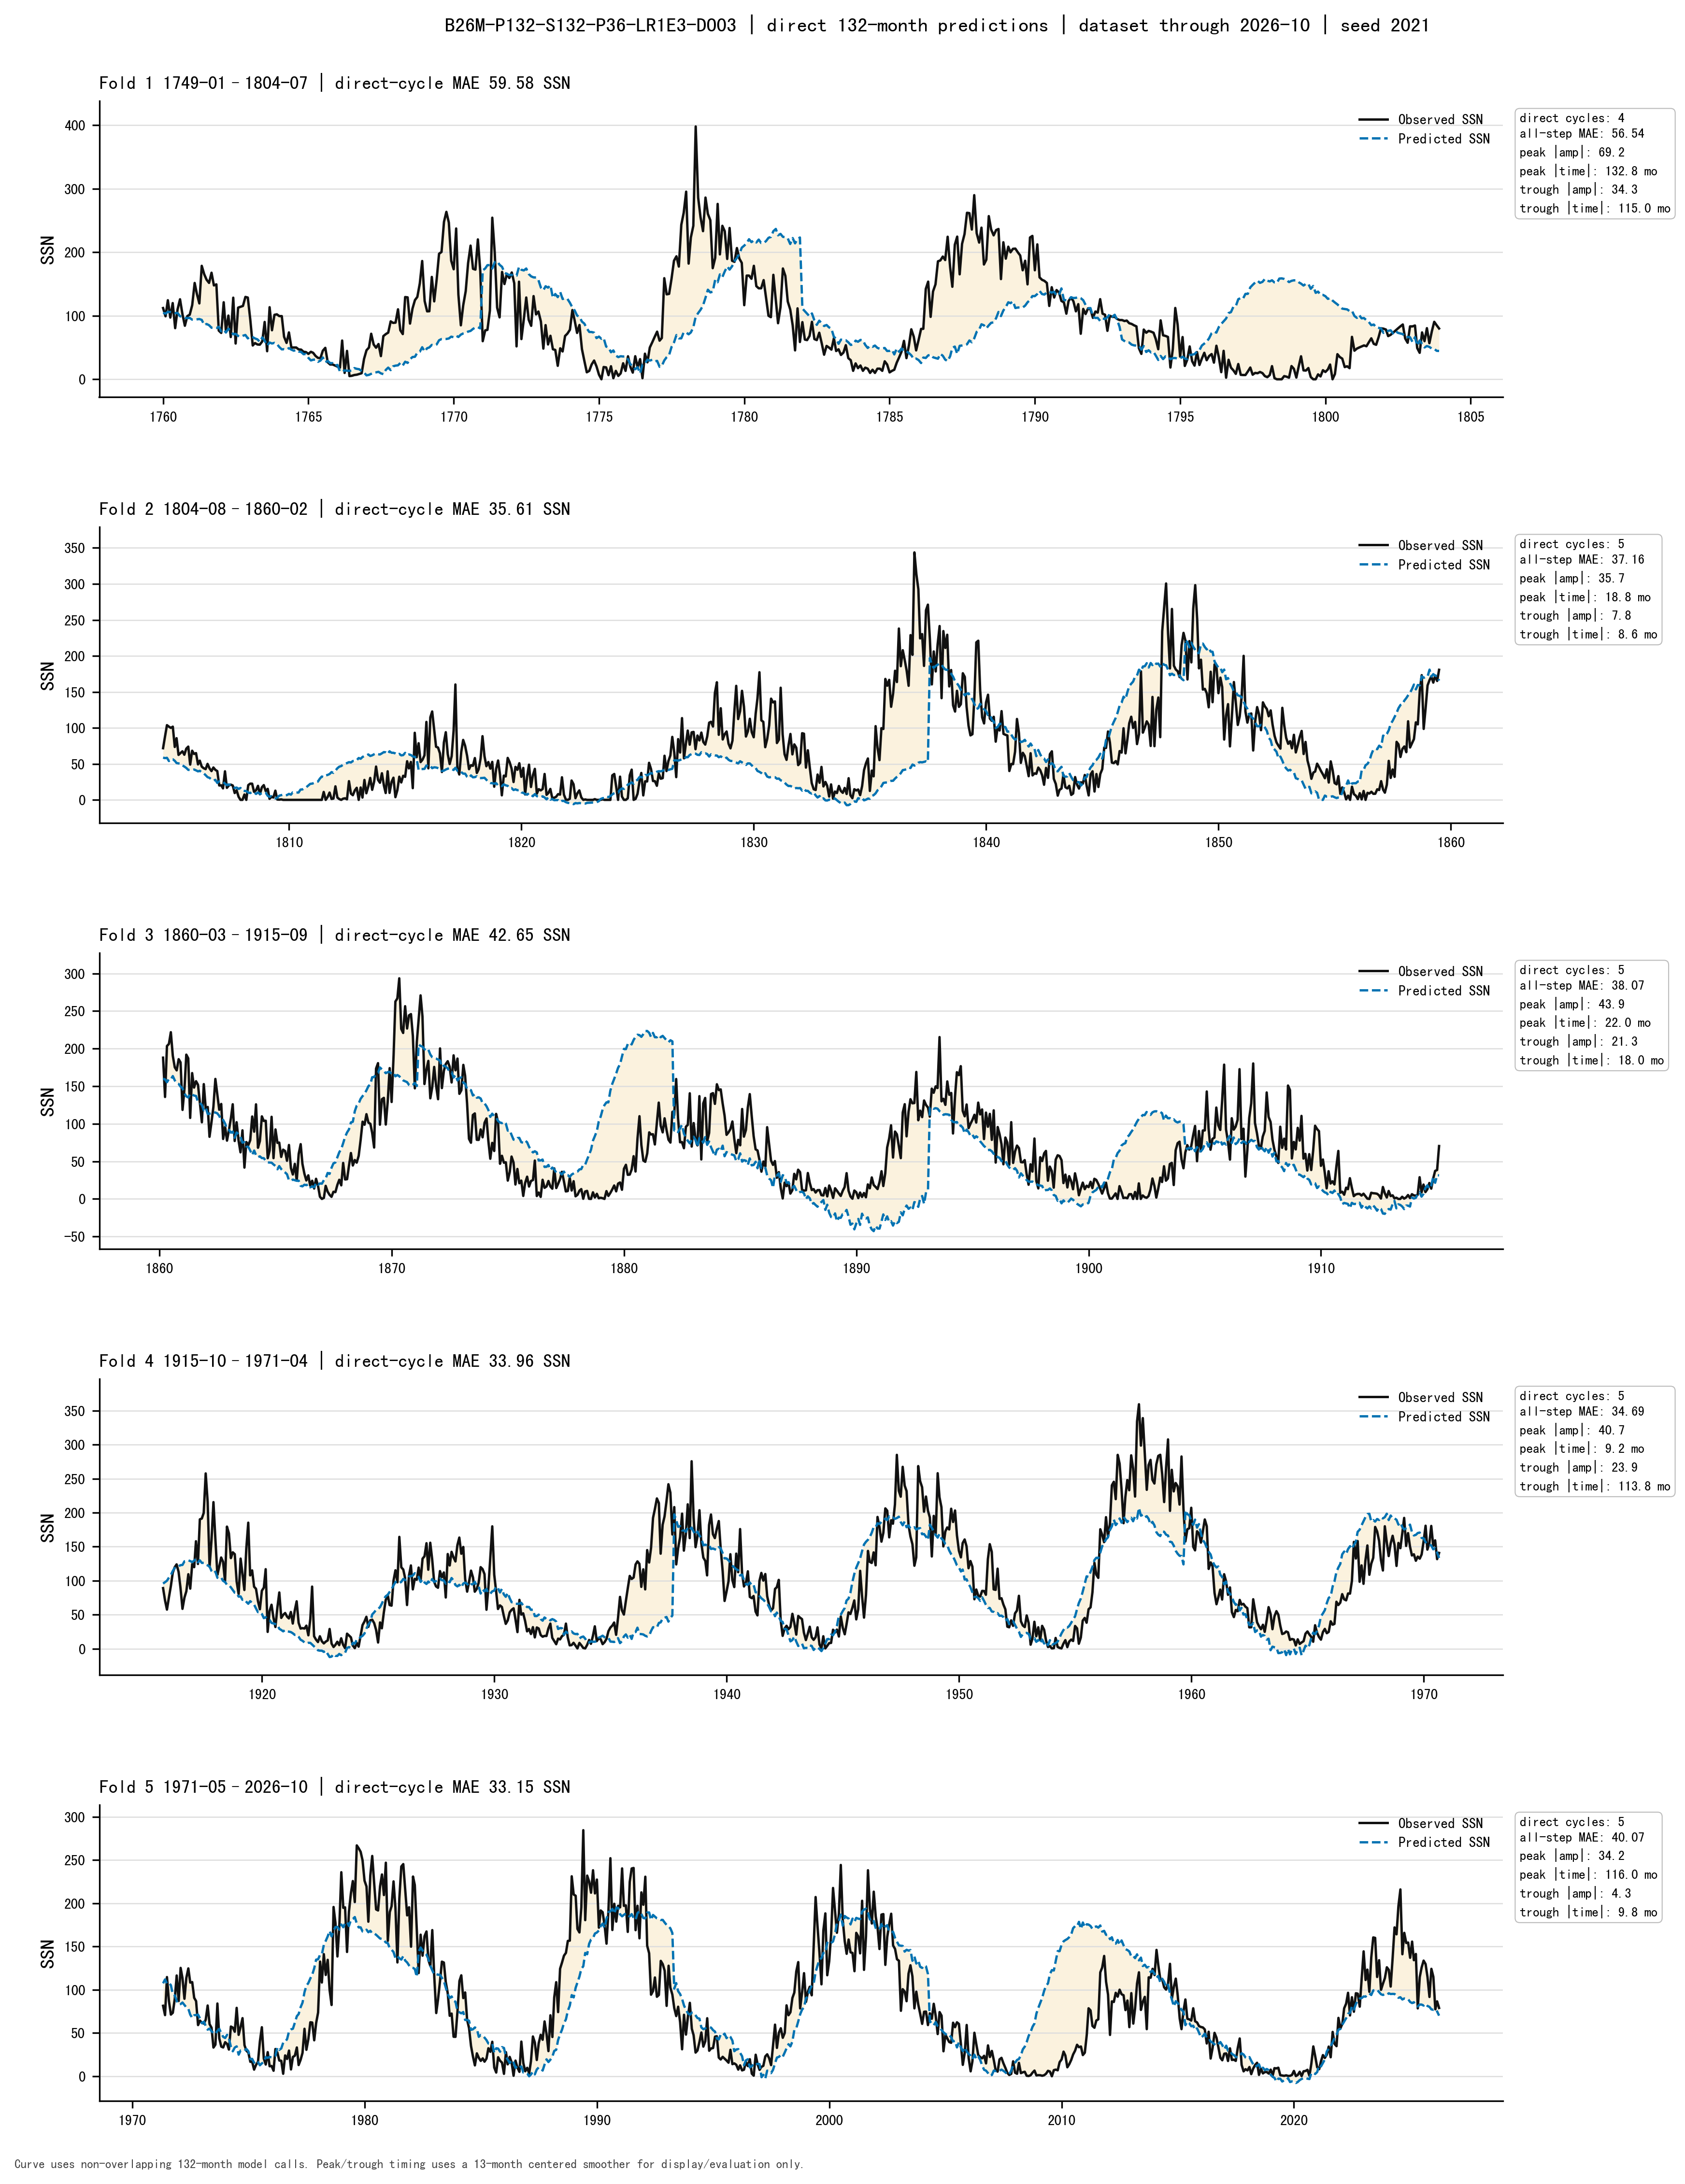 B26M-P132-S132-P36-LR1E3-DO03 | direct 132-month predictions | dataset through 2026-10 | seed 2021
Fold 1 1749-01 – 1804-07 | direct-cycle MAE 59.58 SSN
SSN
400
300
200
100
0
1760
1765
1770
1775
1780
1785
1790
1795
1800
1805
Observed SSN
Predicted SSN
direct cycles: 4
all-step MAE: 56.54
peak |amp|: 69.2
peak |time|: 132.8 mo
trough |amp|: 34.3
trough |time|: 115.0 mo
Fold 2 1804-08 – 1860-02 | direct-cycle MAE 35.61 SSN
SSN
350
300
250
200
150
100
50
0
1810
1820
1830
1840
1850
1860
Observed SSN
Predicted SSN
direct cycles: 5
all-step MAE: 37.16
peak |amp|: 35.7
peak |time|: 18.8 mo
trough |amp|: 7.8
trough |time|: 8.6 mo
Fold 3 1860-03 – 1915-09 | direct-cycle MAE 42.65 SSN
SSN
300
250
200
150
100
50
0
-50
1860
1870
1880
1890
1900
1910
Observed SSN
Predicted SSN
direct cycles: 5
all-step MAE: 38.07
peak |amp|: 43.9
peak |time|: 22.0 mo
trough |amp|: 21.3
trough |time|: 18.0 mo
Fold 4 1915-10 – 1971-04 | direct-cycle MAE 33.96 SSN
SSN
350
300
250
200
150
100
50
0
1920
1930
1940
1950
1960
1970
Observed SSN
Predicted SSN
direct cycles: 5
all-step MAE: 34.69
peak |amp|: 40.7
peak |time|: 9.2 mo
trough |amp|: 23.9
trough |time|: 113.8 mo
Fold 5 1971-05 – 2026-10 | direct-cycle MAE 33.15 SSN
SSN
300
250
200
150
100
50
0
1970
1980
1990
2000
2010
2020
Observed SSN
Predicted SSN
direct cycles: 5
all-step MAE: 40.07
peak |amp|: 34.2
peak |time|: 116.0 mo
trough |amp|: 4.3
trough |time|: 9.8 mo
Curve uses non-overlapping 132-month model calls. Peak/trough timing uses a 13-month centered smoother for display/evaluation only.